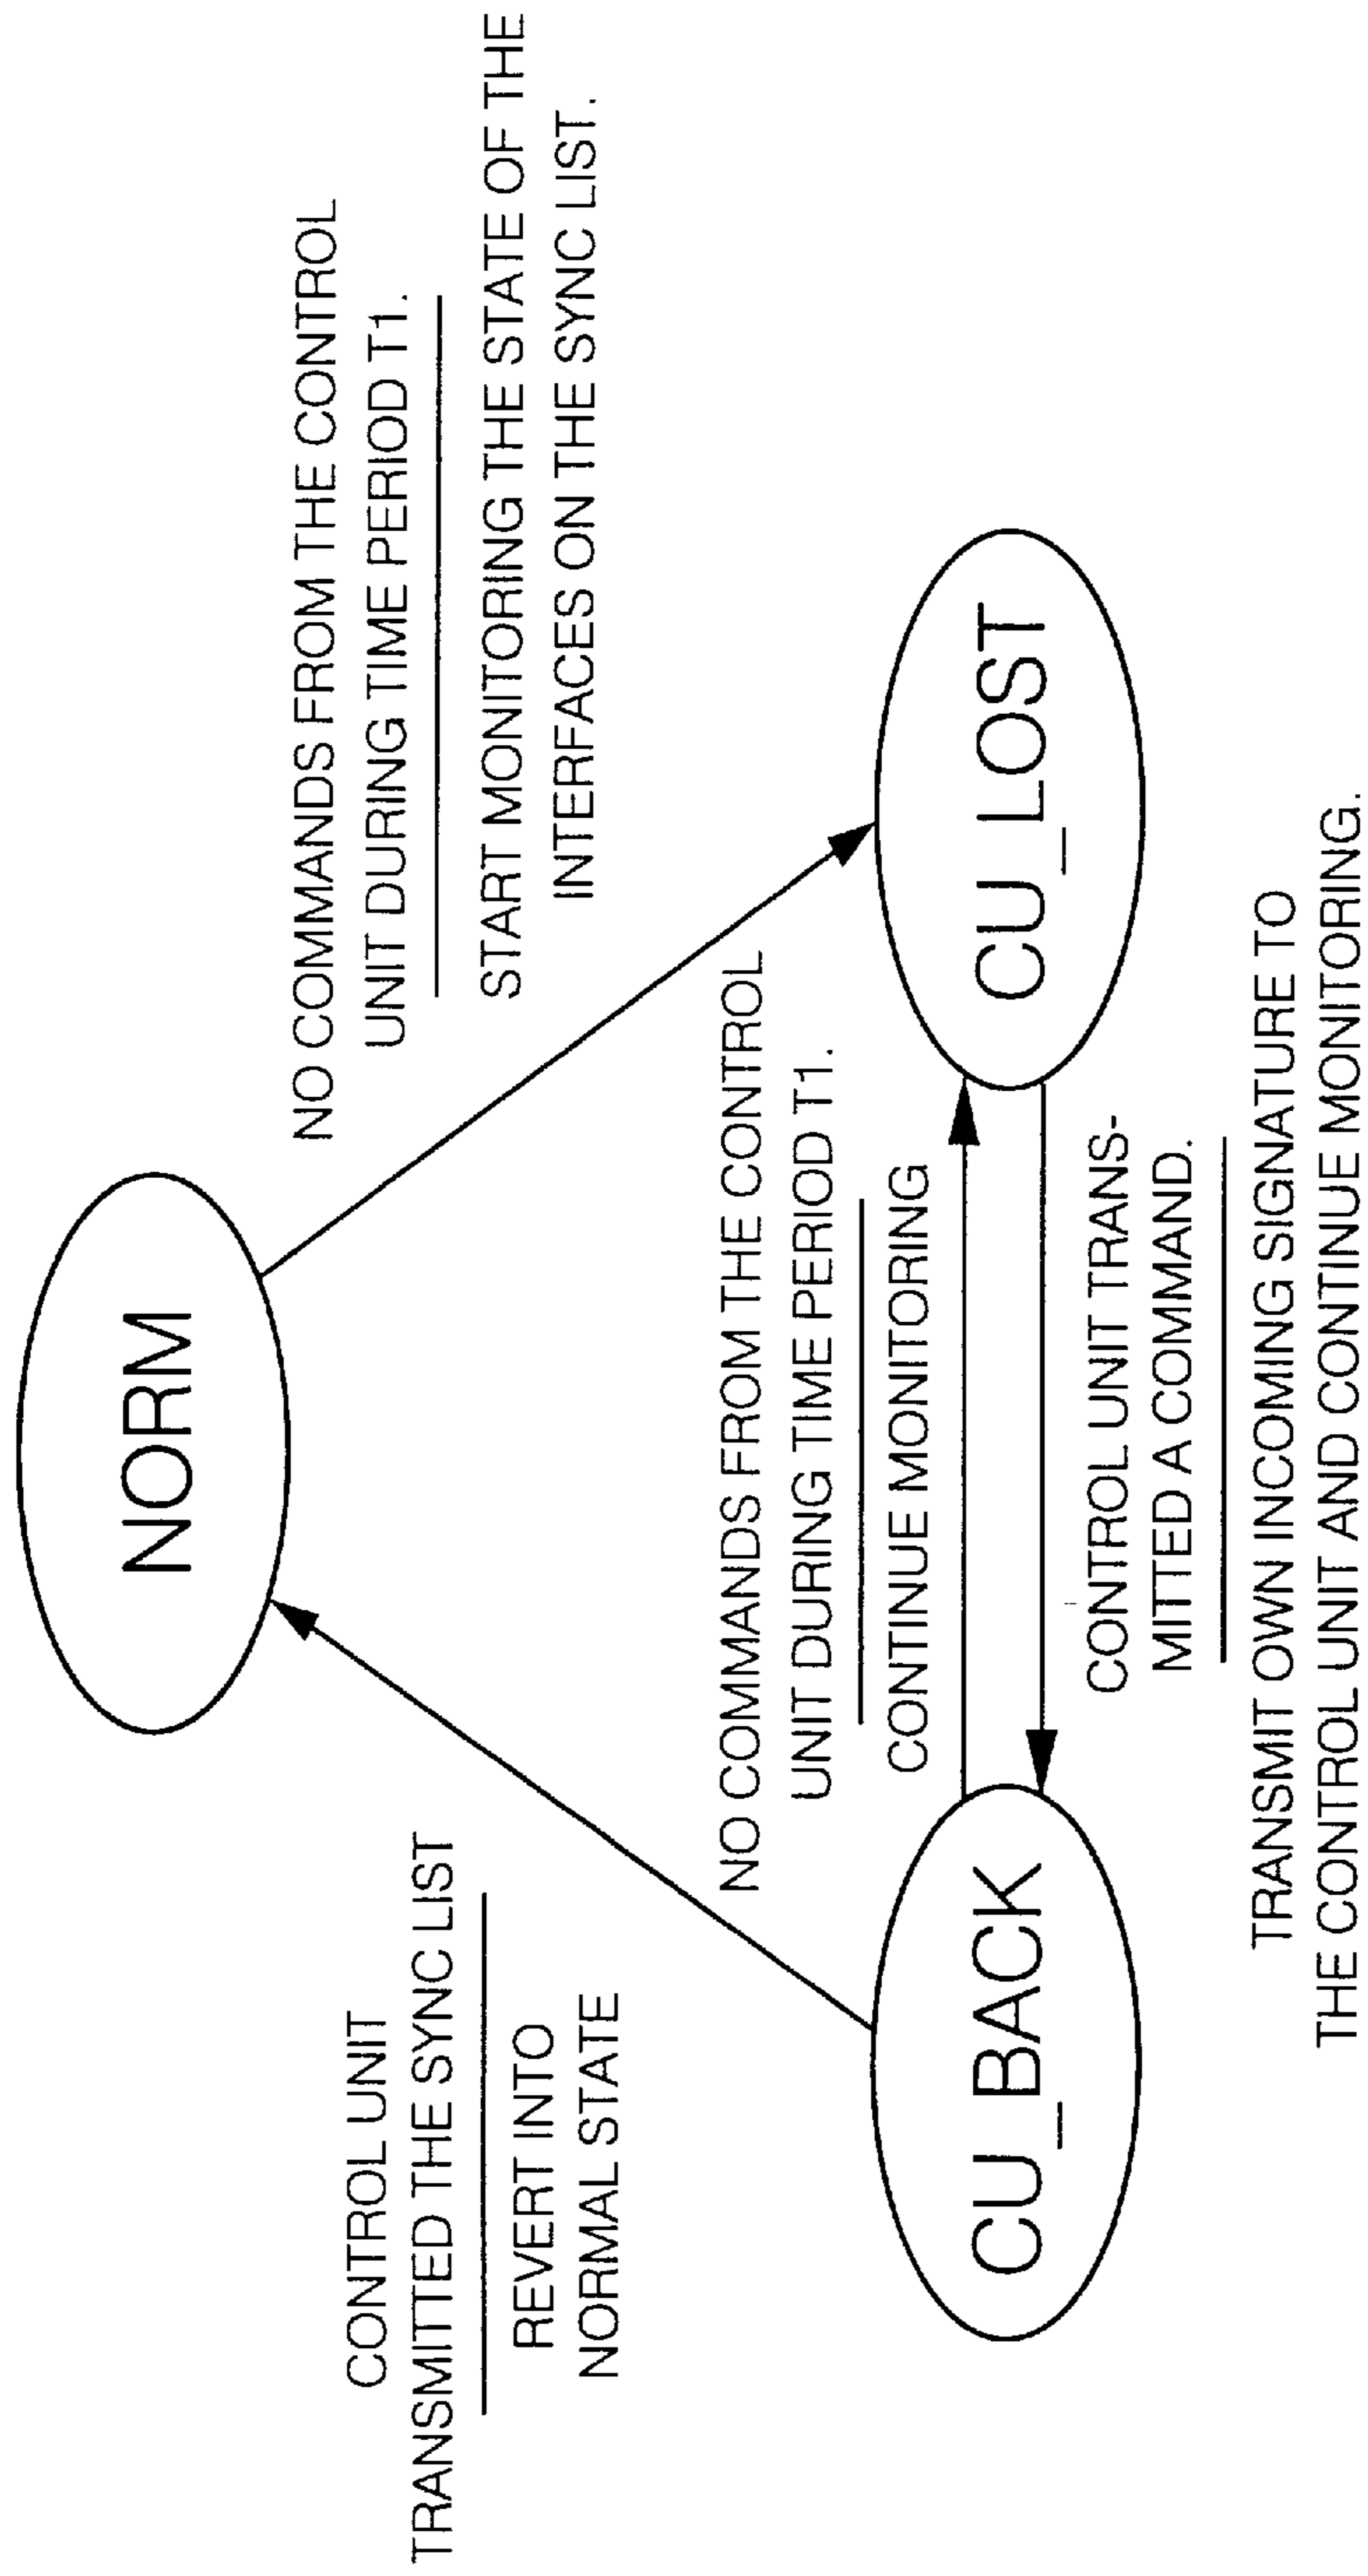 NORM
NO COMMANDS FROM THE CONTROL
UNIT DURING TIME PERIOD T1.
START MONITORING THE STATE OF THE
INTERFACES ON THE SYNC LIST.
CONTROL UNIT
TRANSMITTED THE SYNC LIST
REVERT INTO
NORMAL STATE
NO COMMANDS FROM THE CONTROL
UNIT DURING TIME PERIOD T1.
CONTINUE MONITORING
CU_BACK
CU_LOST
CONTROL UNIT TRANS-
MITTED A COMMAND.
TRANSMIT OWN INCOMING SIGNATURE TO
THE CONTROL UNIT AND CONTINUE MONITORING.